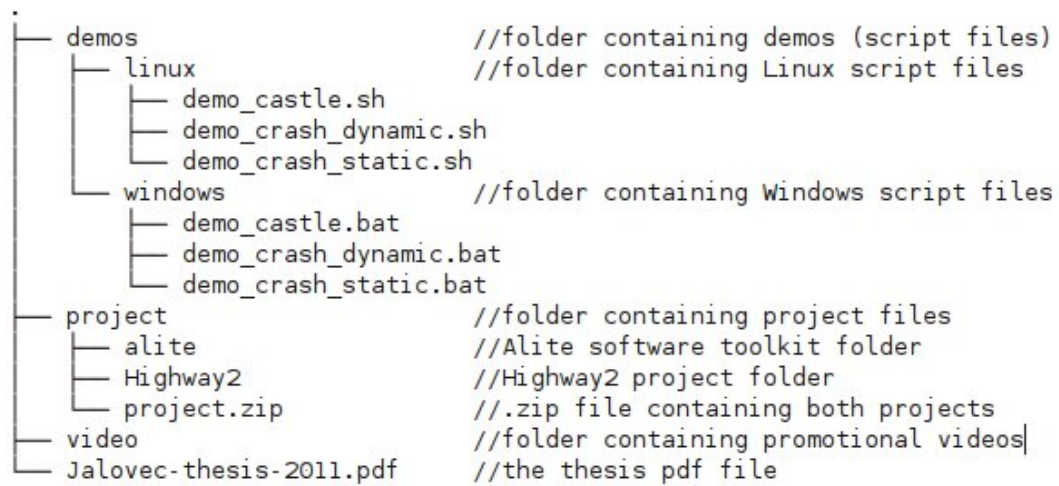 .
├── demos //folder containing demos (script files)
│   ├── linux //folder containing Linux script files
│   │   ├── demo_castle.sh
│   │   ├── demo_crash_dynamic.sh
│   │   └── demo_crash_static.sh
│   └── windows //folder containing Windows script files
│       ├── demo_castle.bat
│       ├── demo_crash_dynamic.bat
│       └── demo_crash_static.bat
├── project //folder containing project files
│   ├── alite //Alite software toolkit folder
│   ├── Highway2 //Highway2 project folder
│   └── project.zip //.zip file containing both projects
├── video //folder containing promotional videos
└── Jalovec-thesis-2011.pdf //the thesis pdf file